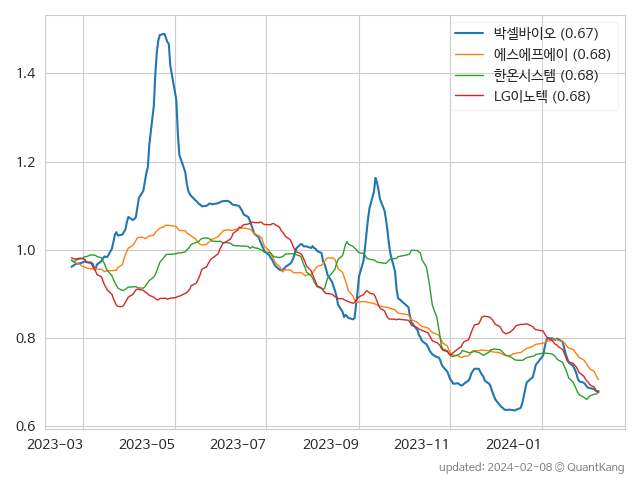 박셀바이오 (0.67)
에스에프에이 (0.68)
한온시스템 (0.68)
LG이노텍 (0.68)
1.4
1.2
1.0
0.8
0.6
2023-03 2023-05 2023-07 2023-09 2023-11 2024-01
updated: 2024-02-08 © QuantKang